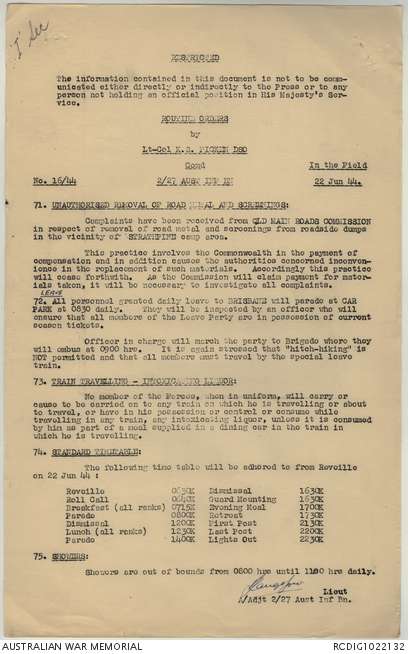 "I" Sec
RESTRICTED
The information contained in this document is not to be commu-
nicated either directly or indirectly to the Press or to any
person not holding an official position in His Majesty's Ser-
vice.
ROUTINE ORDERS
by
Lt-Col K.S. PICKEN DSO
Comd In the Field
No. 16/44 2/27 AUST INF BN 22 Jun 44.
71. UNAUTHORISED REMOVAL OF ROAD METAL AND SCREENINGS:
Complaints have been received from QLD MAIN ROADS COMMISSION
in respect of removal of road metal and screenings from roadside dumps
in the vicinity of STRATHPINE camp area.
This practice involves the Commonwealth in the payment of
compensation and in addition causes the authorities concerned inconven-
ience in the replacement of such materials. Accordingly this practice
will cease forthwith. As the Commission will claim payment for mater-
ials taken, it will be necessary to investigate all complaints.
LEAVE
72. All personnel granted daily leave to BRISBANE will parade at CAR
PARK at 0830 daily. They will be inspected by an officer who will
ensure that all members of the Leave Party are in possession of current
season tickets.
Officer in charge will march the party to Brigade where they
will embus at 0900 hrs. It is again stressed that "hitch-hiking" is
NOT permitted and that all members must travel by the special leave
train.
73. TRAIN TRAVELLING - INTOXICATING LIQUOR:
No member of the Forces, when in uniform, will carry or
cause to be carried on to any train on which he is travelling or about
to travel, or have in his possession or control or consume while
travelling in any train, any intoxicating liquor, unless it is consumed
by him as part of a meal supplied in a dining car in the train in
which he is travelling.
74. STANDARD TIMETABLE:
The following time table will be adhered to from Reveille
on 22 Jun 44 :
Reveille 0630K Dismissal 1630K
Roll Call 0640K Guard Mounting 1630K
Breakfast (all ranks) 0715K Evening Meal 1700K
Parade 0800K Retreat 1730K
Dismissal 1200K First Post 2130K
Lunch (all ranks) 1230K Last Post 2200K
Parade 1400K Lights Out 2230K
75. SHOWERS:
Showers are out of bounds from 0800 hrs until 1100 hrs daily.
Lieut
A/Adjt 2/27 Aust Inf Bn.
AUSTRALIAN WAR MEMORIAL RCDIG1022132